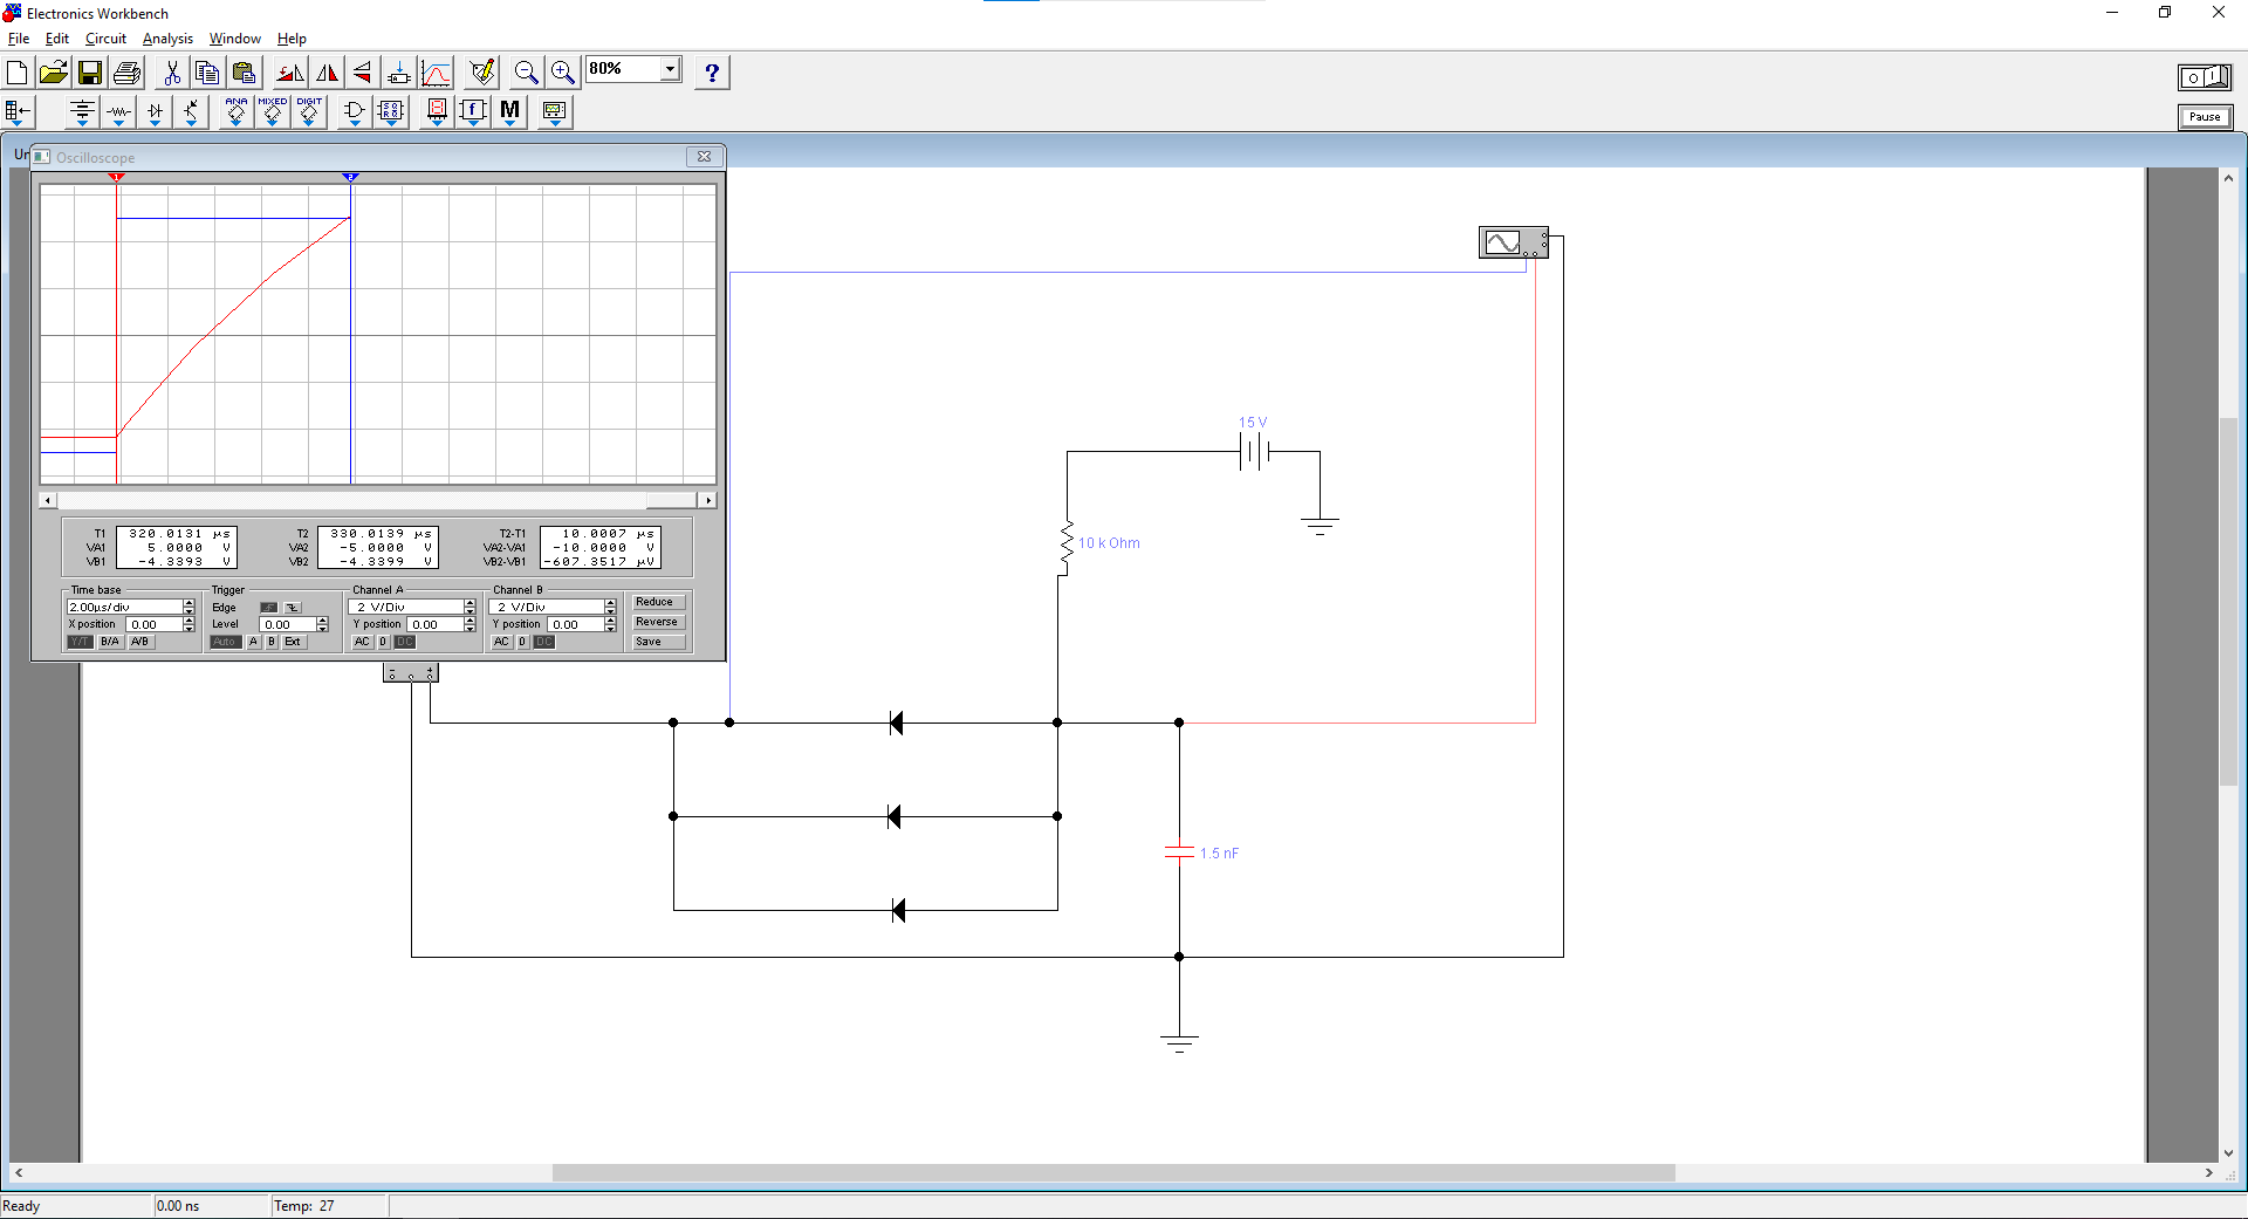 Electronics Workbench
File Edit Circuit Analysis Window Help
80%
?
ANA MIXED DIGIT
f M
Pause
Oscilloscope
1 2
T1 320.0131 µs T2 330.0139 µs T2-T1 10.0007 µs
VA1 5.0000 V VA2 -5.0000 V VA2-VA1 -10.0000 V
VB1 -4.3393 V VB2 -4.3399 V VB2-VB1 -607.3517 µV
Time base Trigger Channel A Channel B
2.00µs/div Edge 2 V/Div 2 V/Div Reduce
X position 0.00 Level 0.00 Y position 0.00 Y position 0.00 Reverse
Y/T B/A A/B Auto A B Ext AC 0 DC AC 0 DC Save
15 V
10 k Ohm
1.5 nF
Ready 0.00 ns Temp: 27